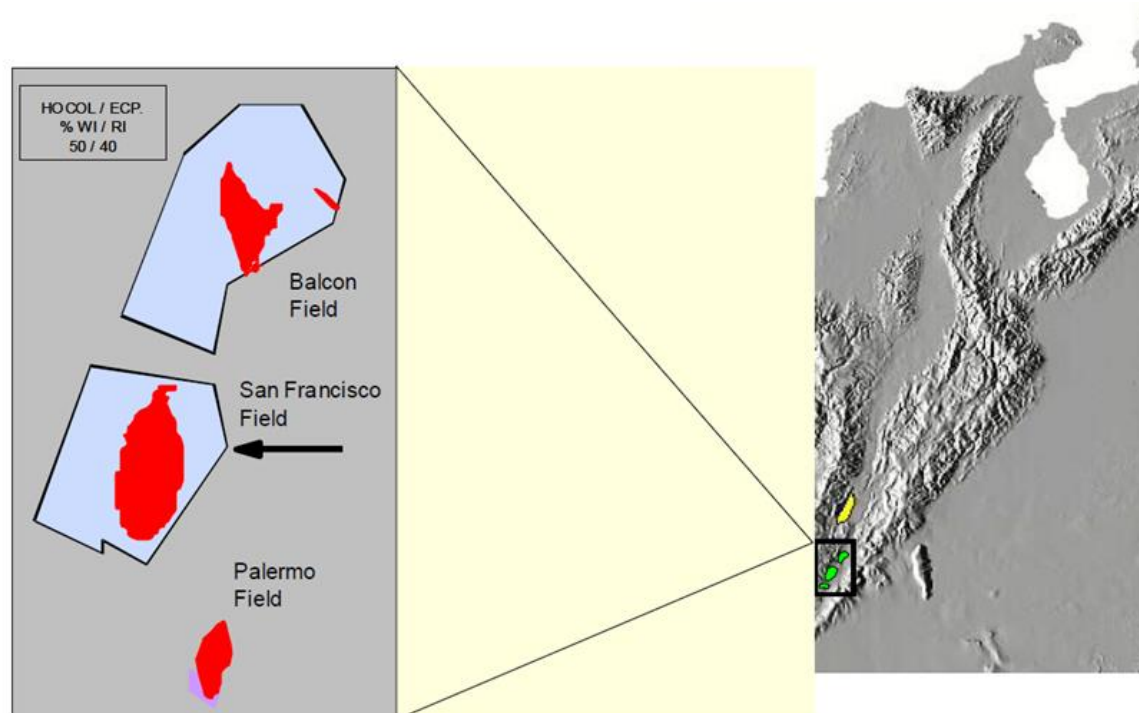 HOCOL / ECP.
% WI / RI
50 / 40
Balcon
Field
San Francisco
Field
Palermo
Field